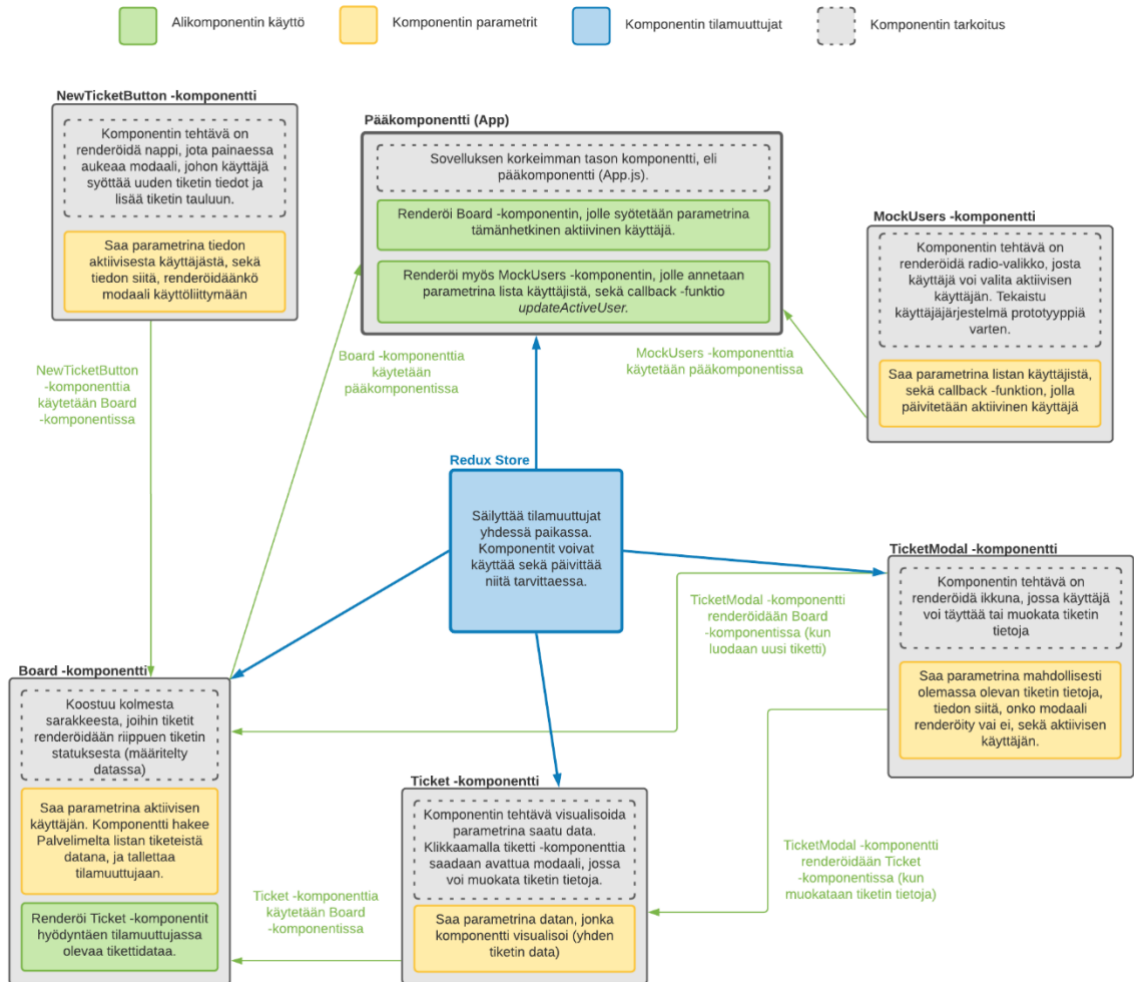 Alikomponentin käyttö
Komponentin parametrit
Komponentin tilamuuttujat
Komponentin tarkoitus
NewTicketButton -komponentti
Komponentin tehtävä on
renderöidä nappi, jota painaessa
aukeaa modaali, johon käyttäjä
syöttää uuden tiketin tiedot ja
lisää tiketin tauluun.
Saa parametrina tiedon
aktiivisesta käyttäjästä, sekä
tiedon siitä, renderöidäänkö
modaali käyttöliittymään
Pääkomponentti (App)
Sovelluksen korkeimman tason komponentti, eli
pääkomponentti (App.js).
Renderöi Board -komponentin, jolle syötetään parametrina
tämänhetkinen aktiivinen käyttäjä.
Renderöi myös MockUsers -komponentin, jolle annetaan
parametrina lista käyttäjistä, sekä callback -funktio
updateActiveUser.
MockUsers -komponentti
Komponentin tehtävä on
renderöidä radio-valikko, josta
käyttäjä voi valita aktiivisen
käyttäjän. Tekaistu
käyttäjäjärjestelmä prototyyppiä
varten.
Saa parametrina listan käyttäjistä,
sekä callback -funktion, jolla
päivitetään aktiivinen käyttäjä
NewTicketButton
-komponenttia
käytetään Board
-komponentissa
Board -komponenttia
käytetään
pääkomponentissa
MockUsers -komponenttia
käytetään pääkomponentissa
Redux Store
Säilyttää tilamuuttujat
yhdessä paikassa.
Komponentit voivat
käyttää sekä päivittää
niitä tarvittaessa.
TicketModal -komponentti
Komponentin tehtävä on
renderöidä ikkuna, jossa käyttäjä
voi täyttää tai muokata tiketin
tietoja
Saa parametrina mahdollisesti
olemassa olevan tiketin tietoja,
tiedon siitä, onko modaali
renderöity vai ei, sekä aktiivisen
käyttäjän.
TicketModal -komponentti
renderöidään Board
-komponentissa (kun
luodaan uusi tiketti)
Board -komponentti
Koostuu kolmesta
sarakkeesta, joihin tiketit
renderöidään riippuen tiketin
statuksesta (määritelty
datassa)
Saa parametrina aktiivisen
käyttäjän. Komponentti hakee
Palvelimelta listan tiketeistä
datana, ja tallettaa
tilamuuttujaan.
Renderöi Ticket -komponentit
hyödyntäen tilamuuttujassa
olevaa tikettidataa.
Ticket -komponentti
Komponentin tehtävä visualisoida
parametrina saatu data.
Klikkaamalla tiketti -komponenttia
saadaan avattua modaali, jossa
voi muokata tiketin tietoja.
Saa parametrina datan, jonka
komponentti visualisoi (yhden
tiketin data)
Ticket -komponenttia
käytetään Board
-komponentissa
TicketModal -komponentti
renderöidään Ticket
-komponentissa (kun
muokataan tiketin tietoja)